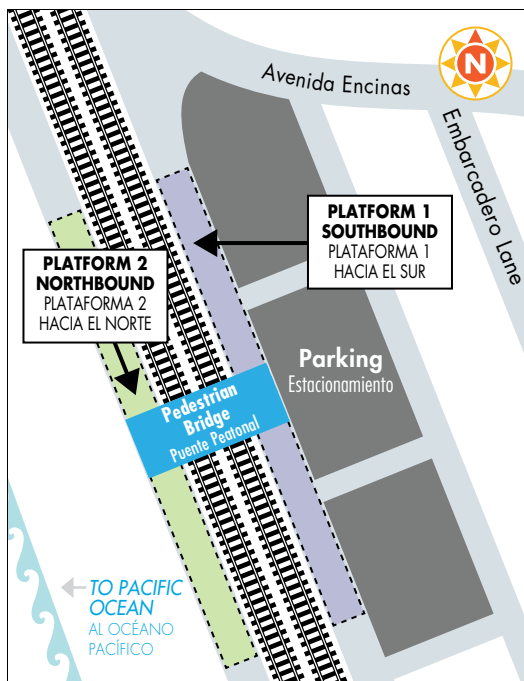 N
Avenida Encinas
Embarcadero Lane
PLATFORM 1
SOUTHBOUND
PLATAFORMA 1
HACIA EL SUR
PLATFORM 2
NORTHBOUND
PLATAFORMA 2
HACIA EL NORTE
Parking
Estacionamiento
Pedestrian
Bridge
Puente Peatonal
TO PACIFIC
OCEAN
AL OCÉANO
PACÍFICO